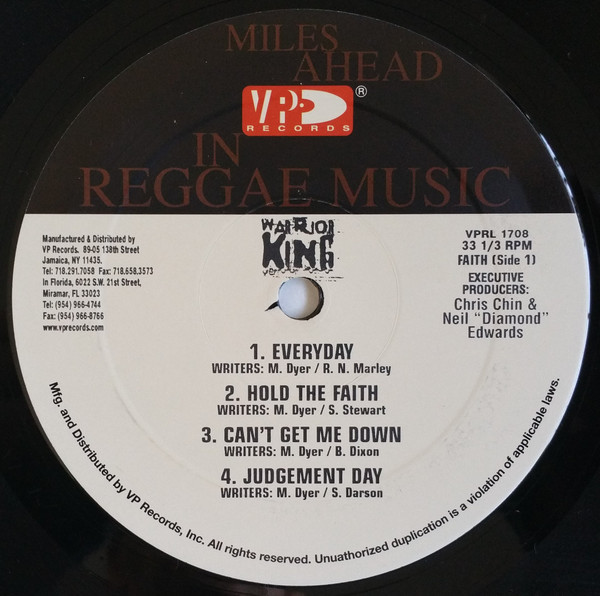 MILES
AHEAD
VP ®
RECORDS
IN
REGGAE MUSIC
WARRIOR
KING
Manufactured & Distributed by
VP Records. 89-05 138th Street
Jamaica, NY 11435.
Tel: 718.291.7058 Fax: 718.658.3573
In Florida, 6022 S.W. 21st Street,
Miramar, FL 33023
Tel: (954) 966-4744
Fax: (954) 966-8766
www.vprecords.com
VPRL 1708
33 1/3 RPM
FAITH (Side 1)
EXECUTIVE
PRODUCERS:
Chris Chin &
Neil "Diamond"
Edwards
1. EVERYDAY
WRITERS: M. Dyer / R. N. Marley
2. HOLD THE FAITH
WRITERS: M. Dyer / S. Stewart
3. CAN'T GET ME DOWN
WRITERS: M. Dyer / B. Dixon
4. JUDGEMENT DAY
WRITERS: M. Dyer / S. Darson
Mfg. and Distributed by VP Records, Inc. All rights reserved. Unauthorized duplication is a violation of applicable laws.